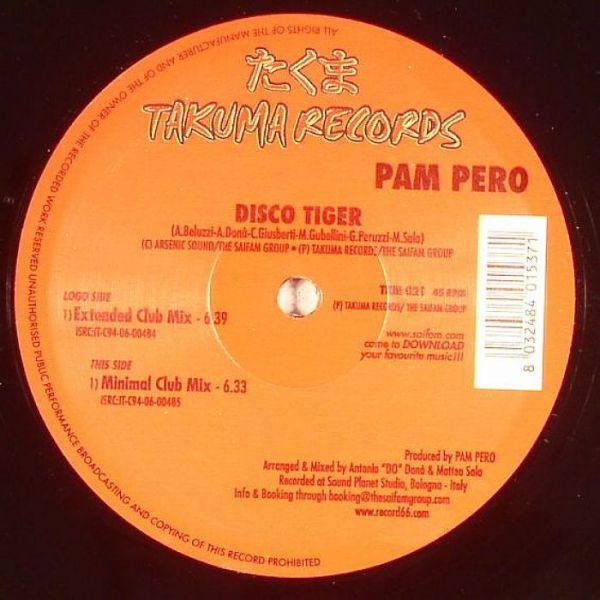 たくま
TAKUMA RECORDS
PAM PERO
DISCO TIGER
(A.Beluzzi-A.Donà-C.Giusberti-M.Gubellini-G.Peruzzi-M.Sala)
(C) ARSENIC SOUND/THE SAIFAM GROUP • (P) TAKUMA RECORDS/THE SAIFAM GROUP
45 RPM
(P) TAKUMA RECORDS/ THE SAIFAM GROUP
LOGO SIDE
1) Extended Club Mix - 6.39
ISRC:IT-C94-06-00484
www.saifam.com
come to DOWNLOAD
your favourite music!!!
THIS SIDE
1) Minimal Club Mix - 6.33
ISRC:IT-C94-06-00485
8 032484 015371
Produced by PAM PERO
Arranged & Mixed by Antonio "DO" Donà & Matteo Sala
Recorded at Sound Planet Studio, Bologna - Italy
Info & Booking through booking@thesaifamgroup.com
www.record66.com
ALL RIGHTS OF THE MANUFACTURER AND OF THE OWNER OF THE RECORDED WORK RESERVED UNAUTHORISED PUBLIC PERFORMANCE BROADCASTING AND COPYING OF THIS RECORD PROHIBITED